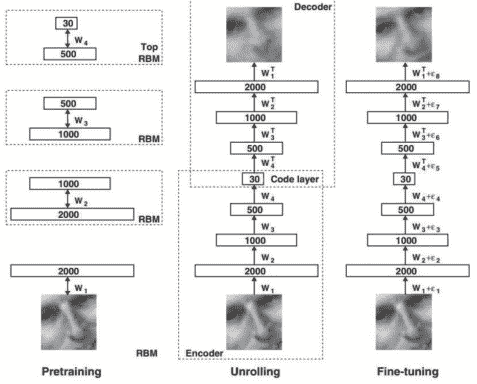 30
W4
500
Top
RBM
500
W3
1000
RBM
1000
W2
2000
RBM
2000
W1
RBM
Pretraining
Decoder
W1T
2000
W2T
1000
W3T
500
W4T
30
Code layer
W4
500
W3
1000
W2
2000
W1
Encoder
Unrolling
W1T+ε8
2000
W2T+ε7
1000
W3T+ε6
500
W4T+ε5
30
W4+ε4
500
W3+ε3
1000
W2+ε2
2000
W1+ε1
Fine-tuning